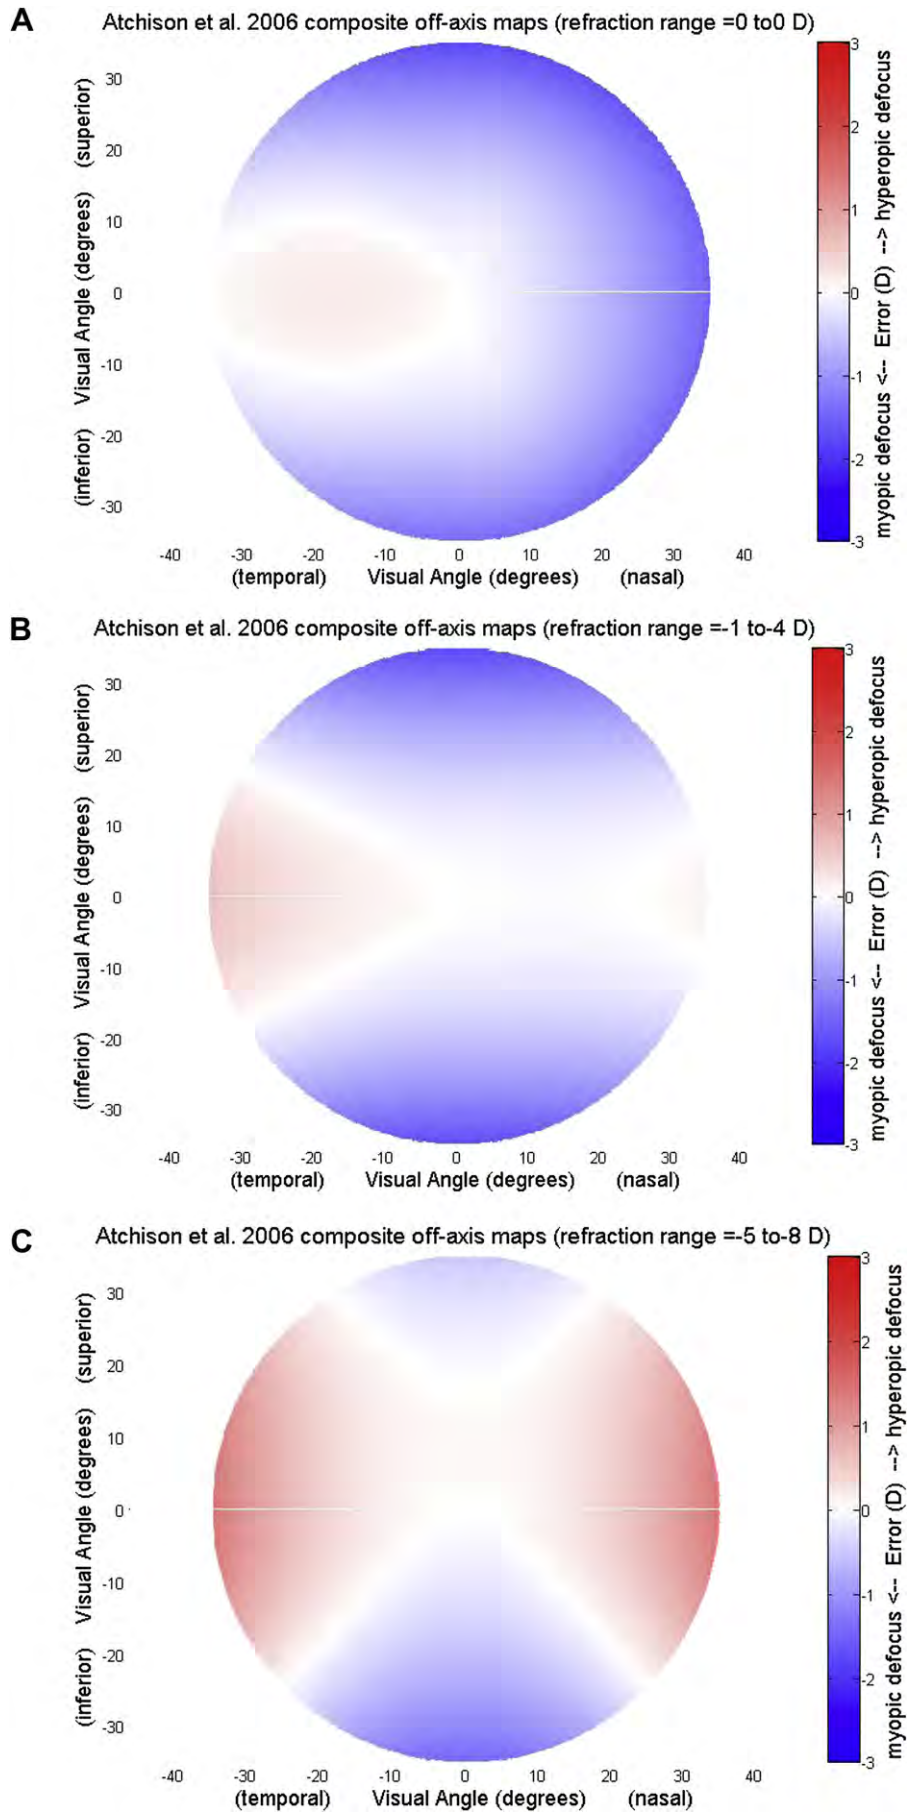 A
Atchison et al. 2006 composite off-axis maps (refraction range =0 to0 D)
(superior)
Visual Angle (degrees)
(inferior)
30
20
10
0
-10
-20
-30
-40 -30 -20 -10 0 10 20 30 40
(temporal) Visual Angle (degrees) (nasal)
3
2
1
0
-1
-2
-3
myopic defocus <-- Error (D) --> hyperopic defocus
B
Atchison et al. 2006 composite off-axis maps (refraction range =-1 to-4 D)
(superior)
Visual Angle (degrees)
(inferior)
30
20
10
0
-10
-20
-30
-40 -30 -20 -10 0 10 20 30 40
(temporal) Visual Angle (degrees) (nasal)
3
2
1
0
-1
-2
-3
myopic defocus <-- Error (D) --> hyperopic defocus
C
Atchison et al. 2006 composite off-axis maps (refraction range =-5 to-8 D)
(superior)
Visual Angle (degrees)
(inferior)
30
20
10
0
-10
-20
-30
-40 -30 -20 -10 0 10 20 30 40
(temporal) Visual Angle (degrees) (nasal)
3
2
1
0
-1
-2
-3
myopic defocus <-- Error (D) --> hyperopic defocus